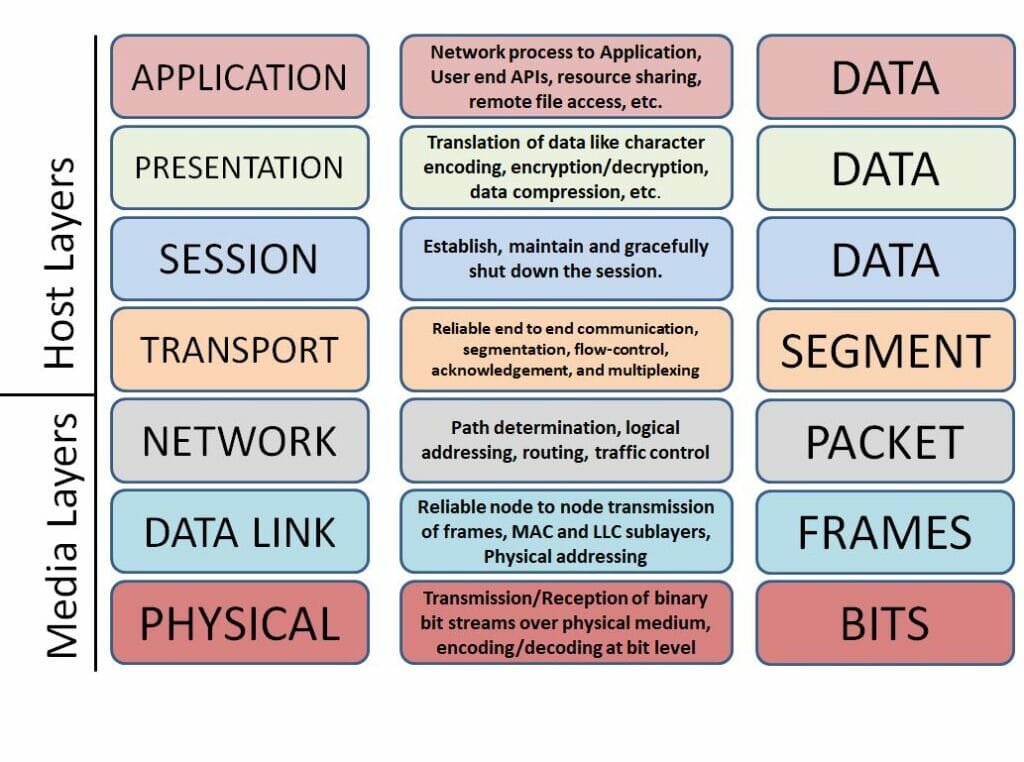 Host Layers
APPLICATION
Network process to Application,
User end APIs, resource sharing,
remote file access, etc.
DATA
PRESENTATION
Translation of data like character
encoding, encryption/decryption,
data compression, etc.
DATA
SESSION
Establish, maintain and gracefully
shut down the session.
DATA
TRANSPORT
Reliable end to end communication,
segmentation, flow-control,
acknowledgement, and multiplexing
SEGMENT
Media Layers
NETWORK
Path determination, logical
addressing, routing, traffic control
PACKET
DATA LINK
Reliable node to node transmission
of frames, MAC and LLC sublayers,
Physical addressing
FRAMES
PHYSICAL
Transmission/Reception of binary
bit streams over physical medium,
encoding/decoding at bit level
BITS